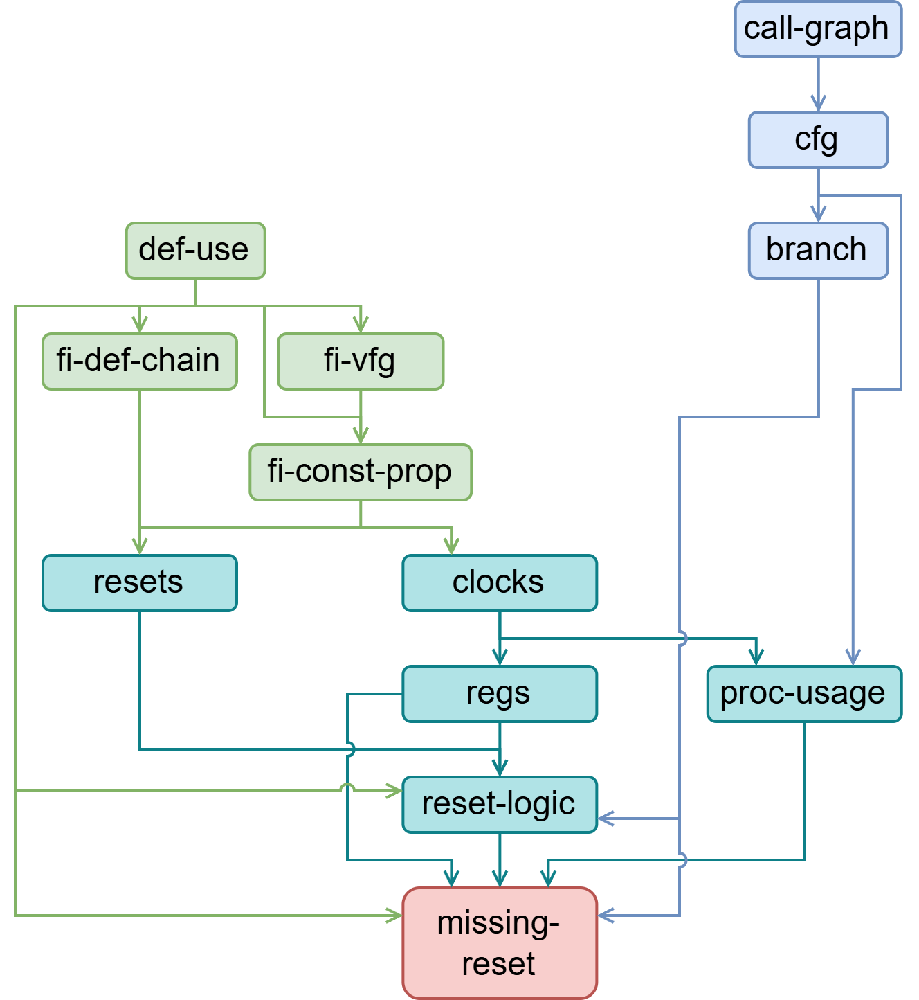 call-graph
cfg
def-use
branch
fi-def-chain
fi-vfg
fi-const-prop
resets
clocks
regs
proc-usage
reset-logic
missing-
reset